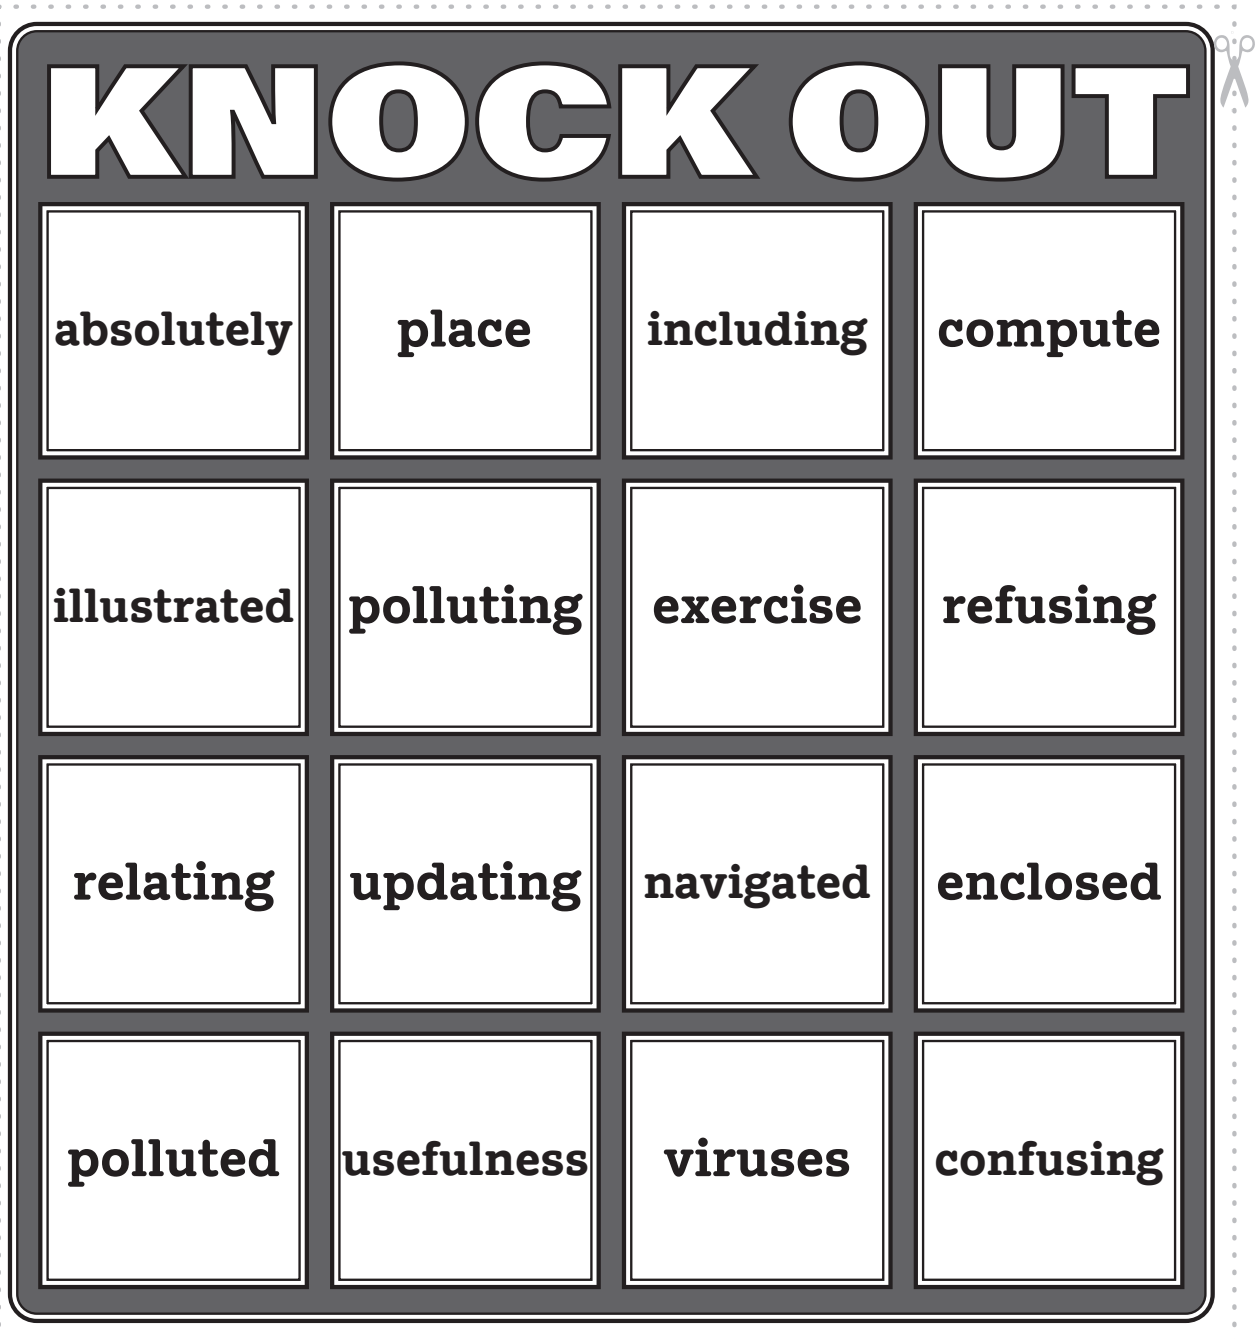 KNOCK OUT
absolutely place including compute
illustrated polluting exercise refusing
relating updating navigated enclosed
polluted usefulness viruses confusing